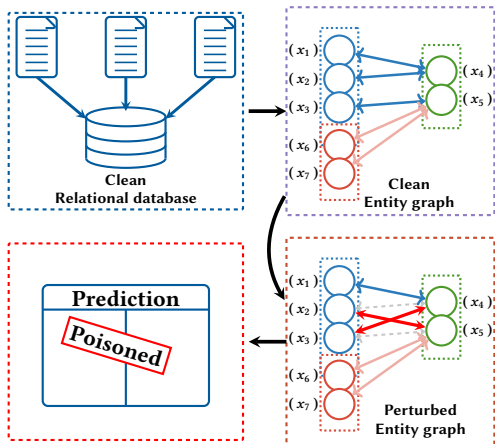 Clean
Relational database
(x₁)
(x₂)
(x₃)
(x₆)
(x₇)
(x₄)
(x₅)
Clean
Entity graph
Prediction
Poisoned
(x₁)
(x₂)
(x₃)
(x₆)
(x₇)
(x₄)
(x₅)
Perturbed
Entity graph